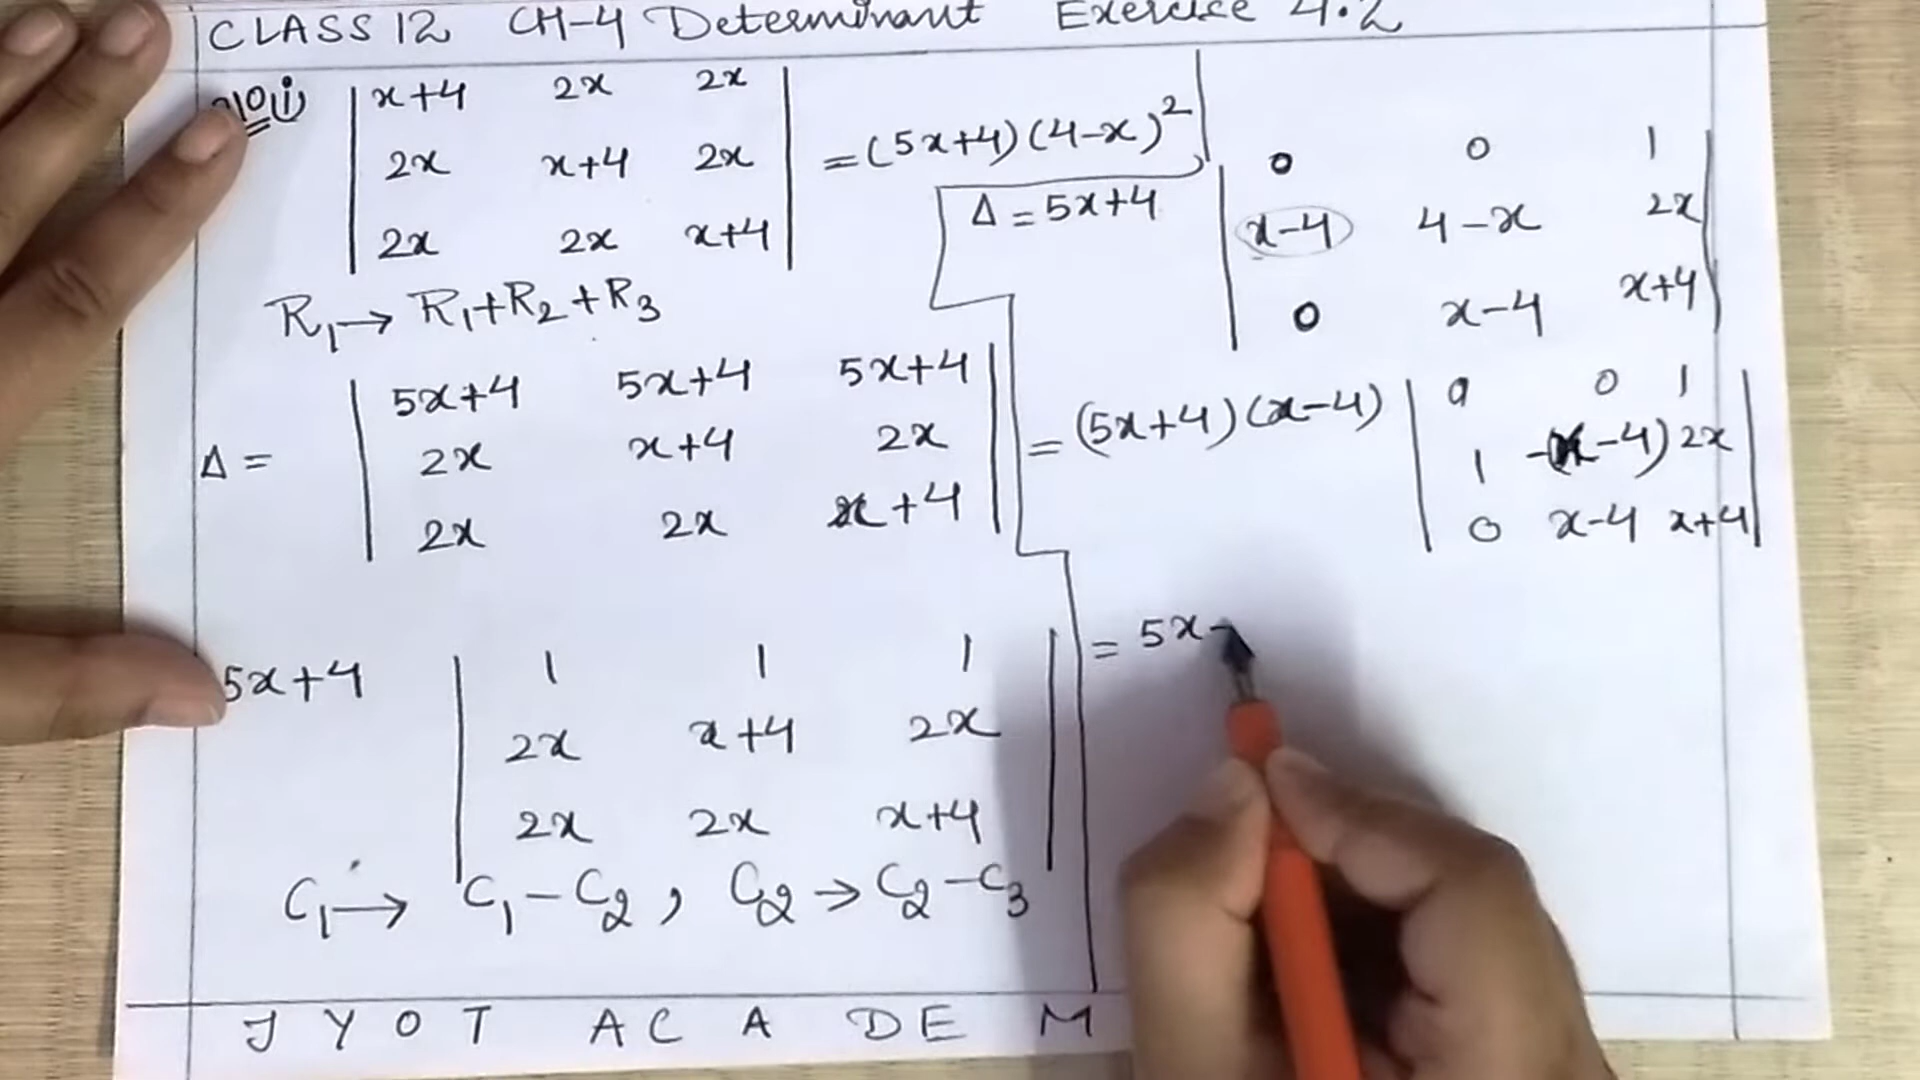 CLASS 12 CH-4 Determinant Exercise 4.2
10 (i) | x+4 2x 2x |
| 2x x+4 2x | = (5x+4)(4-x)²
| 2x 2x x+4 |
R₁ → R₁+R₂+R₃
| 5x+4 5x+4 5x+4 |
Δ = | 2x x+4 2x |
| 2x 2x x+4 |
5x+4 | 1 1 1 |
| 2x x+4 2x |
| 2x 2x x+4 |
C₁ → C₁-C₂, C₂ → C₂-C₃
| 0 0 1 |
Δ = 5x+4 | x-4 4-x 2x |
| 0 x-4 x+4 |
= (5x+4)(x-4) | 0 0 1 |
| 1 -(x-4) 2x |
| 0 x-4 x+4 |
= 5x-
J Y O T A C A D E M